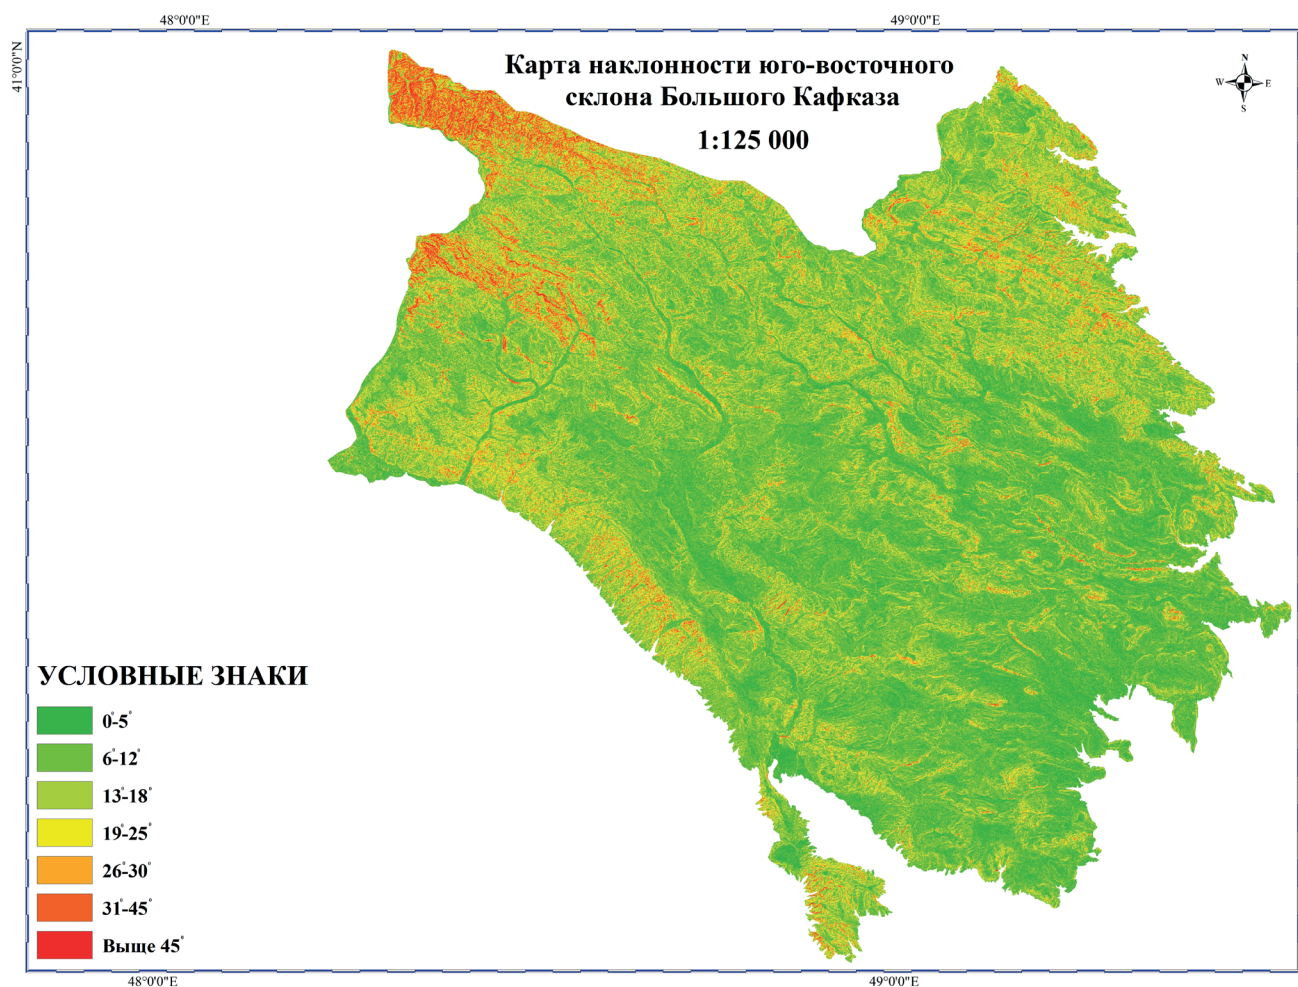 48°0'0"E 49°0'0"E
41°0'0"N
Карта наклонности юго-восточного
склона Большого Кафказа
1:125 000
N
W E
S
УСЛОВНЫЕ ЗНАКИ
0°-5°
6°-12°
13°-18°
19°-25°
26°-30°
31°-45°
Выще 45°
48°0'0"E 49°0'0"E